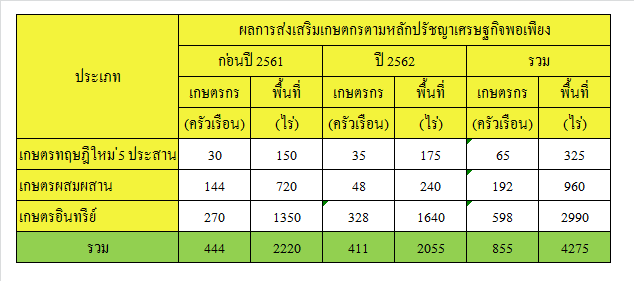 ประเภท ผลการส่งเสริมเกษตกรตามหลักปรัชญาเศรษฐกิจพอเพียง
ก่อนปี 2561 ปี 2562 รวม
เกษตรกร พื้นที่ เกษตรกร พื้นที่ เกษตรกร พื้นที่
(ครัวเรือน) (ไร่) (ครัวเรือน) (ไร่) (ครัวเรือน) (ไร่)
เกษตรทฤษฎีใหม่ 5 ประสาน 30 150 35 175 65 325
เกษตรผสมผสาน 144 720 48 240 192 960
เกษตรอินทรีย์ 270 1350 328 1640 598 2990
รวม 444 2220 411 2055 855 4275